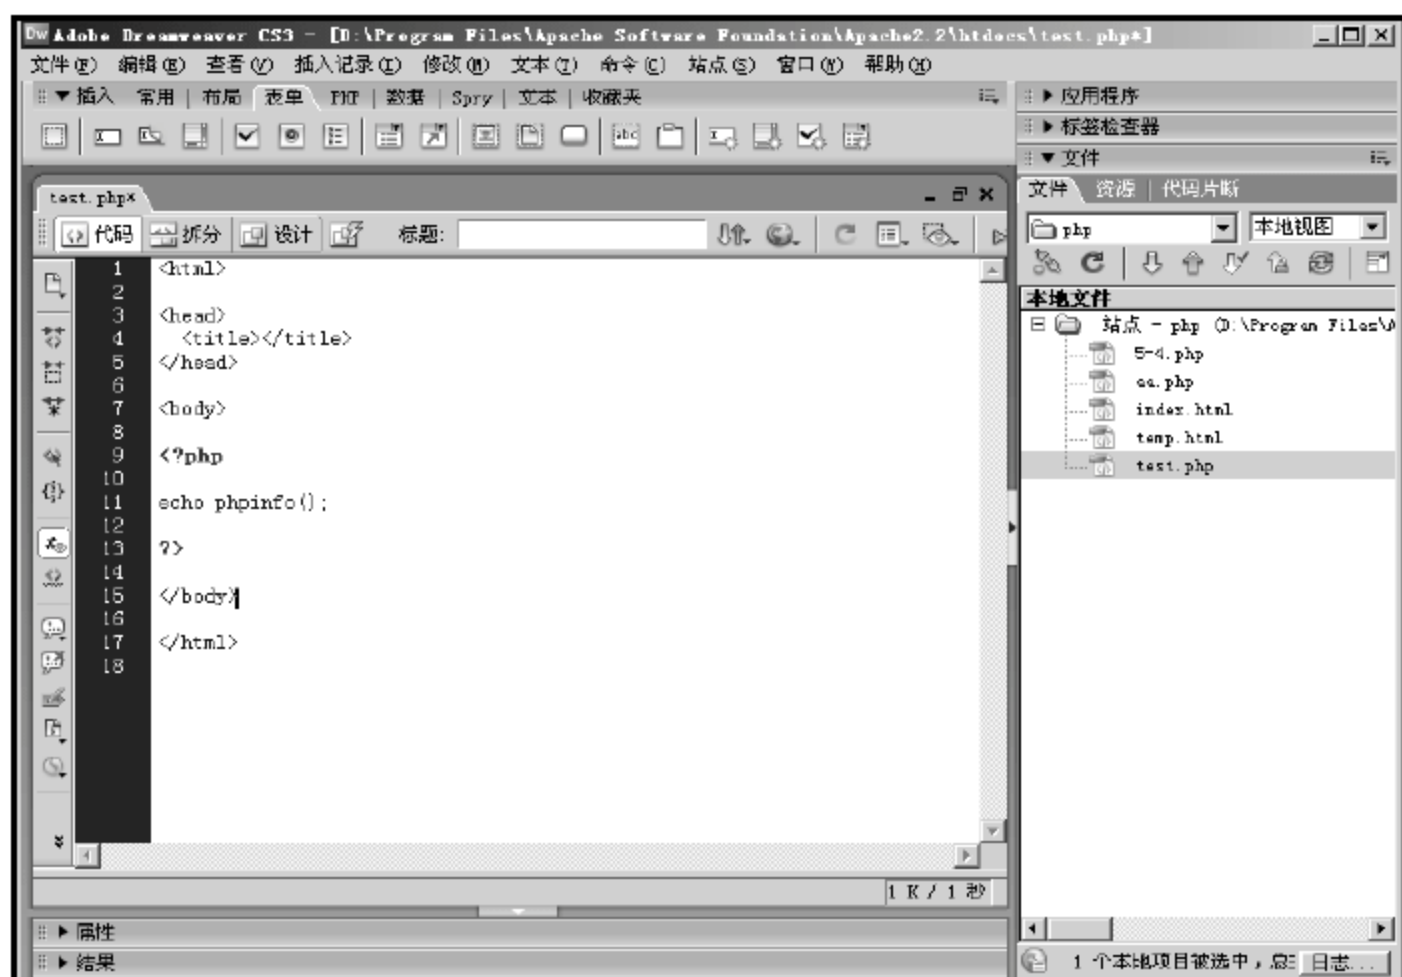 Dw Adobe Dreamweaver CS3 - [D:\Program Files\Apache Software Foundation\Apache2.2\htdocs\test.php*]
文件(F) 编辑(E) 查看(V) 插入记录(I) 修改(M) 文本(T) 命令(C) 站点(S) 窗口(W) 帮助(H)
▼插入 常用 | 布局 | 表单 PHP | 数据 | Spry | 文本 | 收藏夹
abc
test.php*
代码 拆分 设计 标题:
1 <html>
2
3 <head>
4 <title></title>
5 </head>
6
7 <body>
8
9 <?php
10
11 echo phpinfo();
12
13 ?>
14
15 </body>
16
17 </html>
18
1 K / 1 秒
▶属性
▶结果
▶应用程序
▶标签检查器
▼文件
文件 资源 | 代码片断
php 本地视图
本地文件
站点 - php (D:\Program Files\A
5-4.php
aa.php
index.html
temp.html
test.php
1 个本地项目被选中，总 日志...